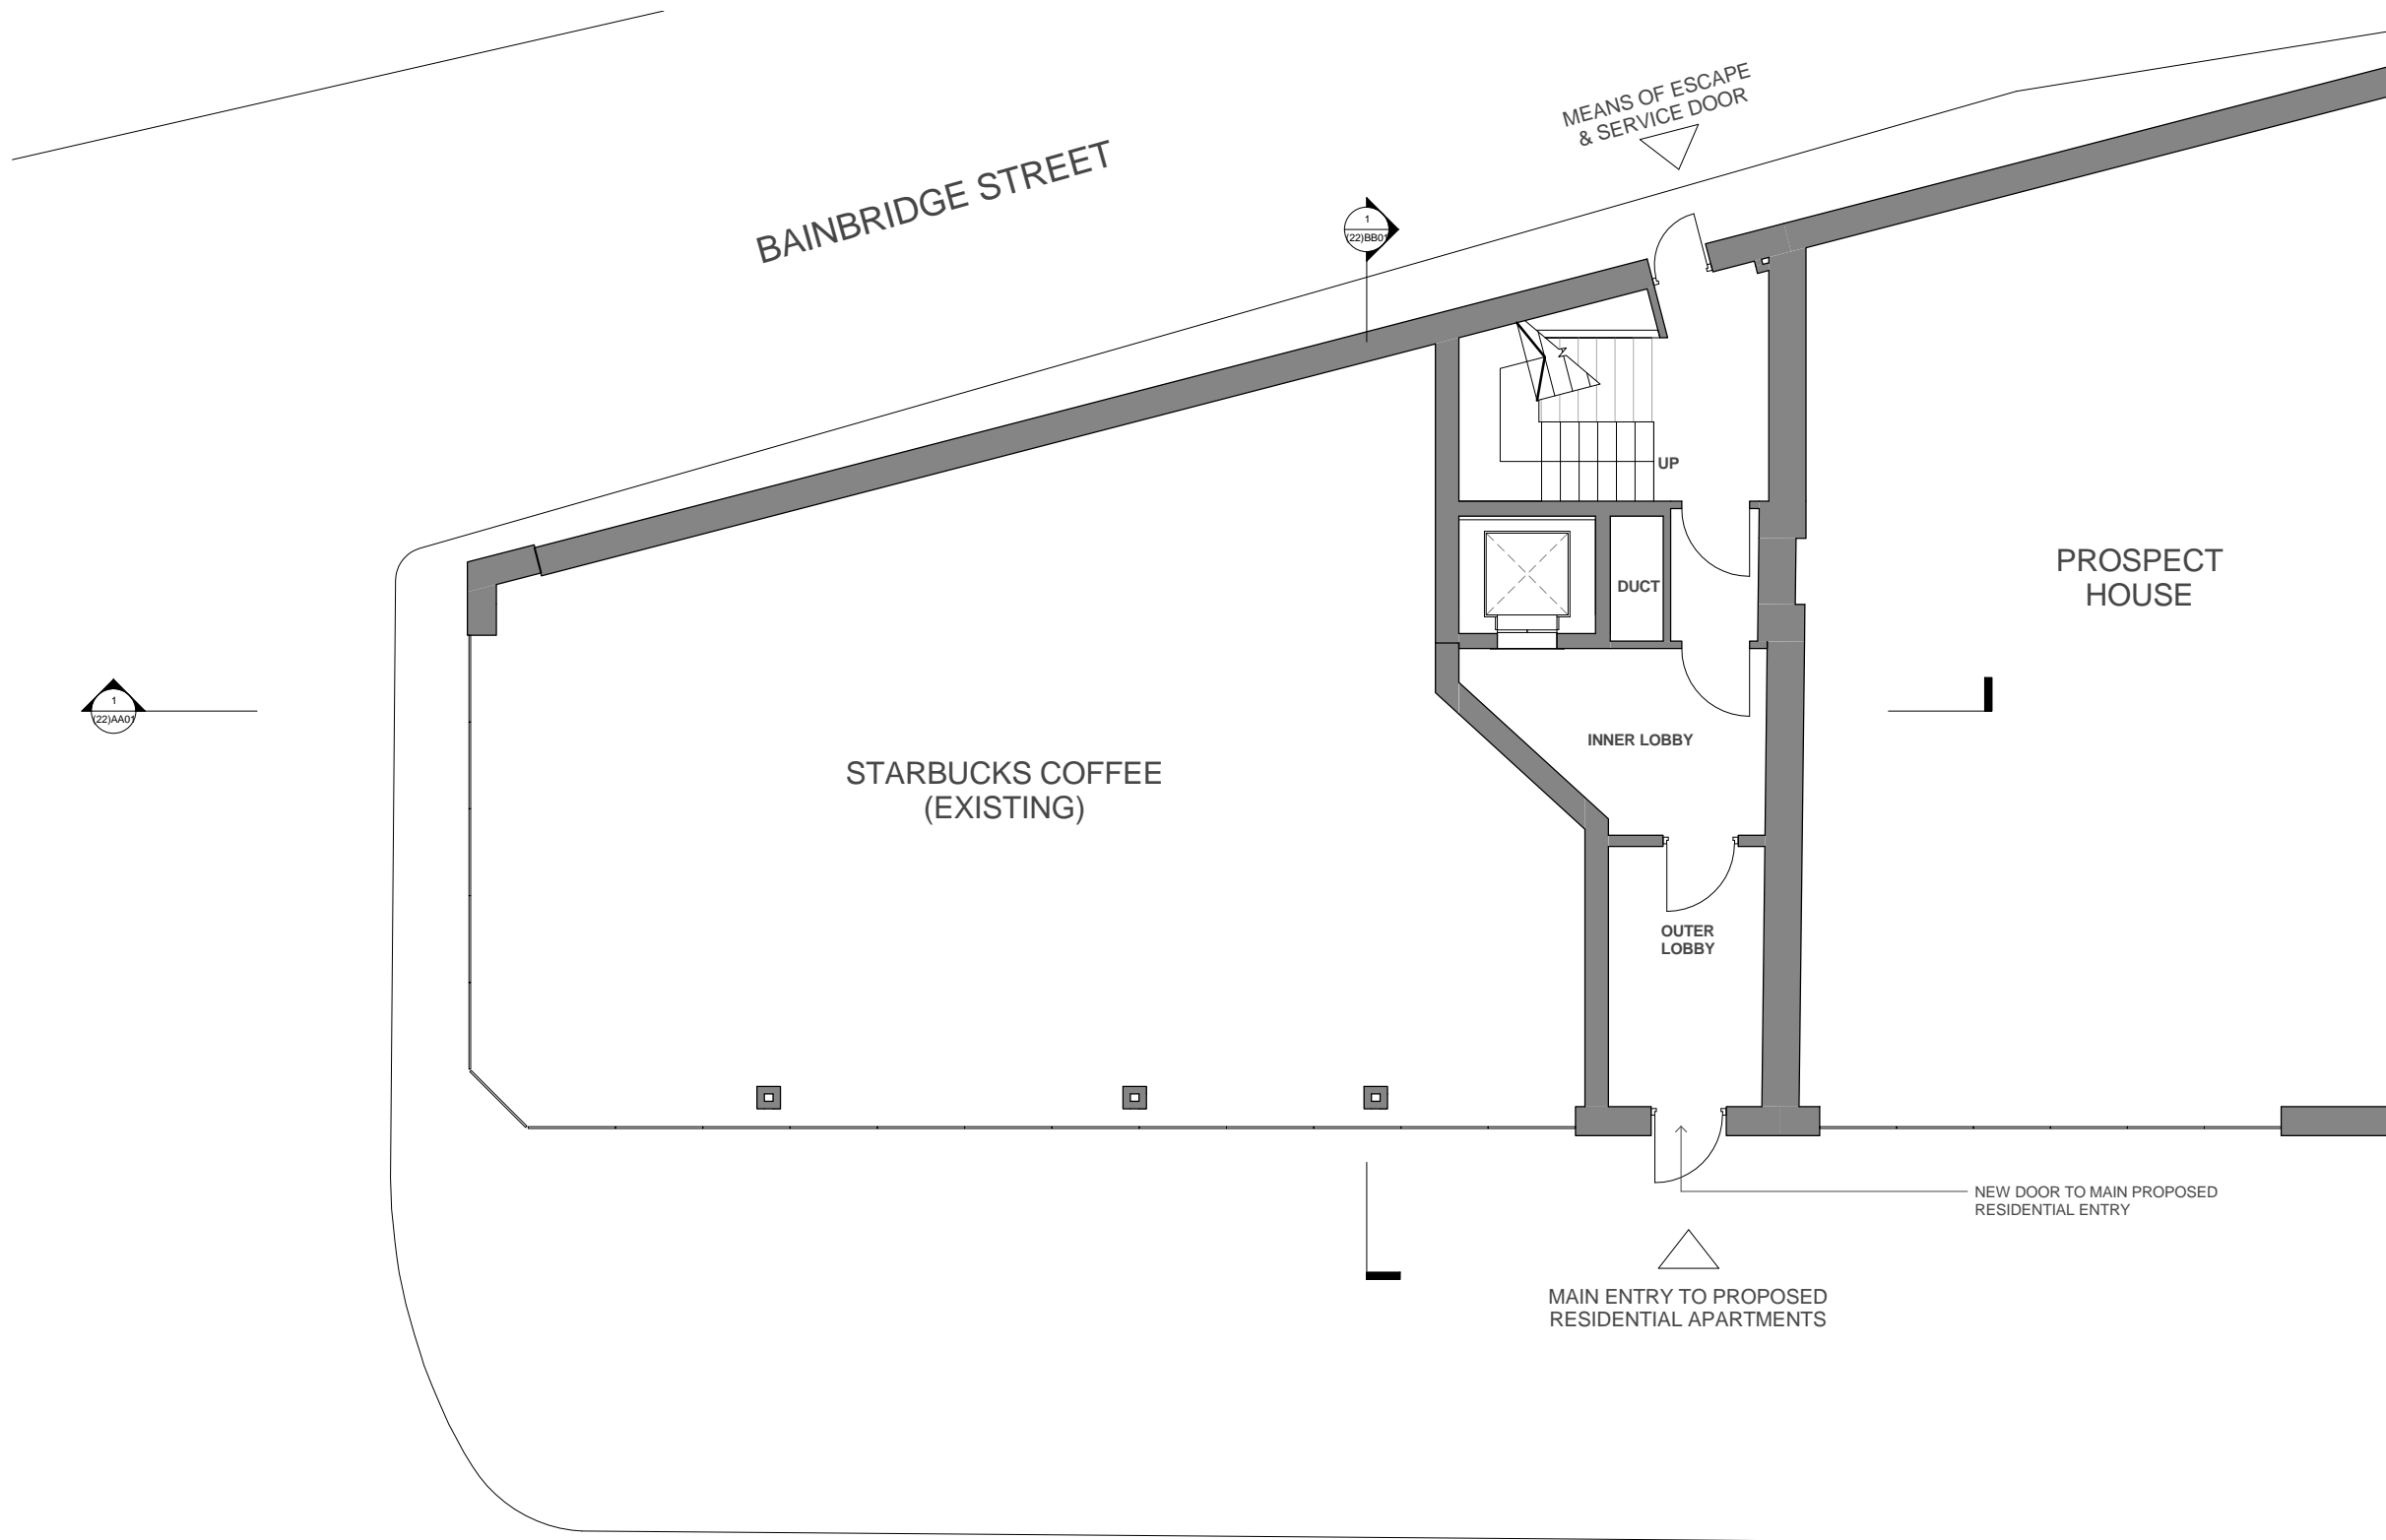 MEANS OF ESCAPE
& SERVICE DOOR
BAINBRIDGE STREET
1
(22)BB01
UP
DUCT
PROSPECT
HOUSE
1
(22)AA01
INNER LOBBY
STARBUCKS COFFEE
(EXISTING)
OUTER
LOBBY
NEW DOOR TO MAIN PROPOSED
RESIDENTIAL ENTRY
MAIN ENTRY TO PROPOSED
RESIDENTIAL APARTMENTS